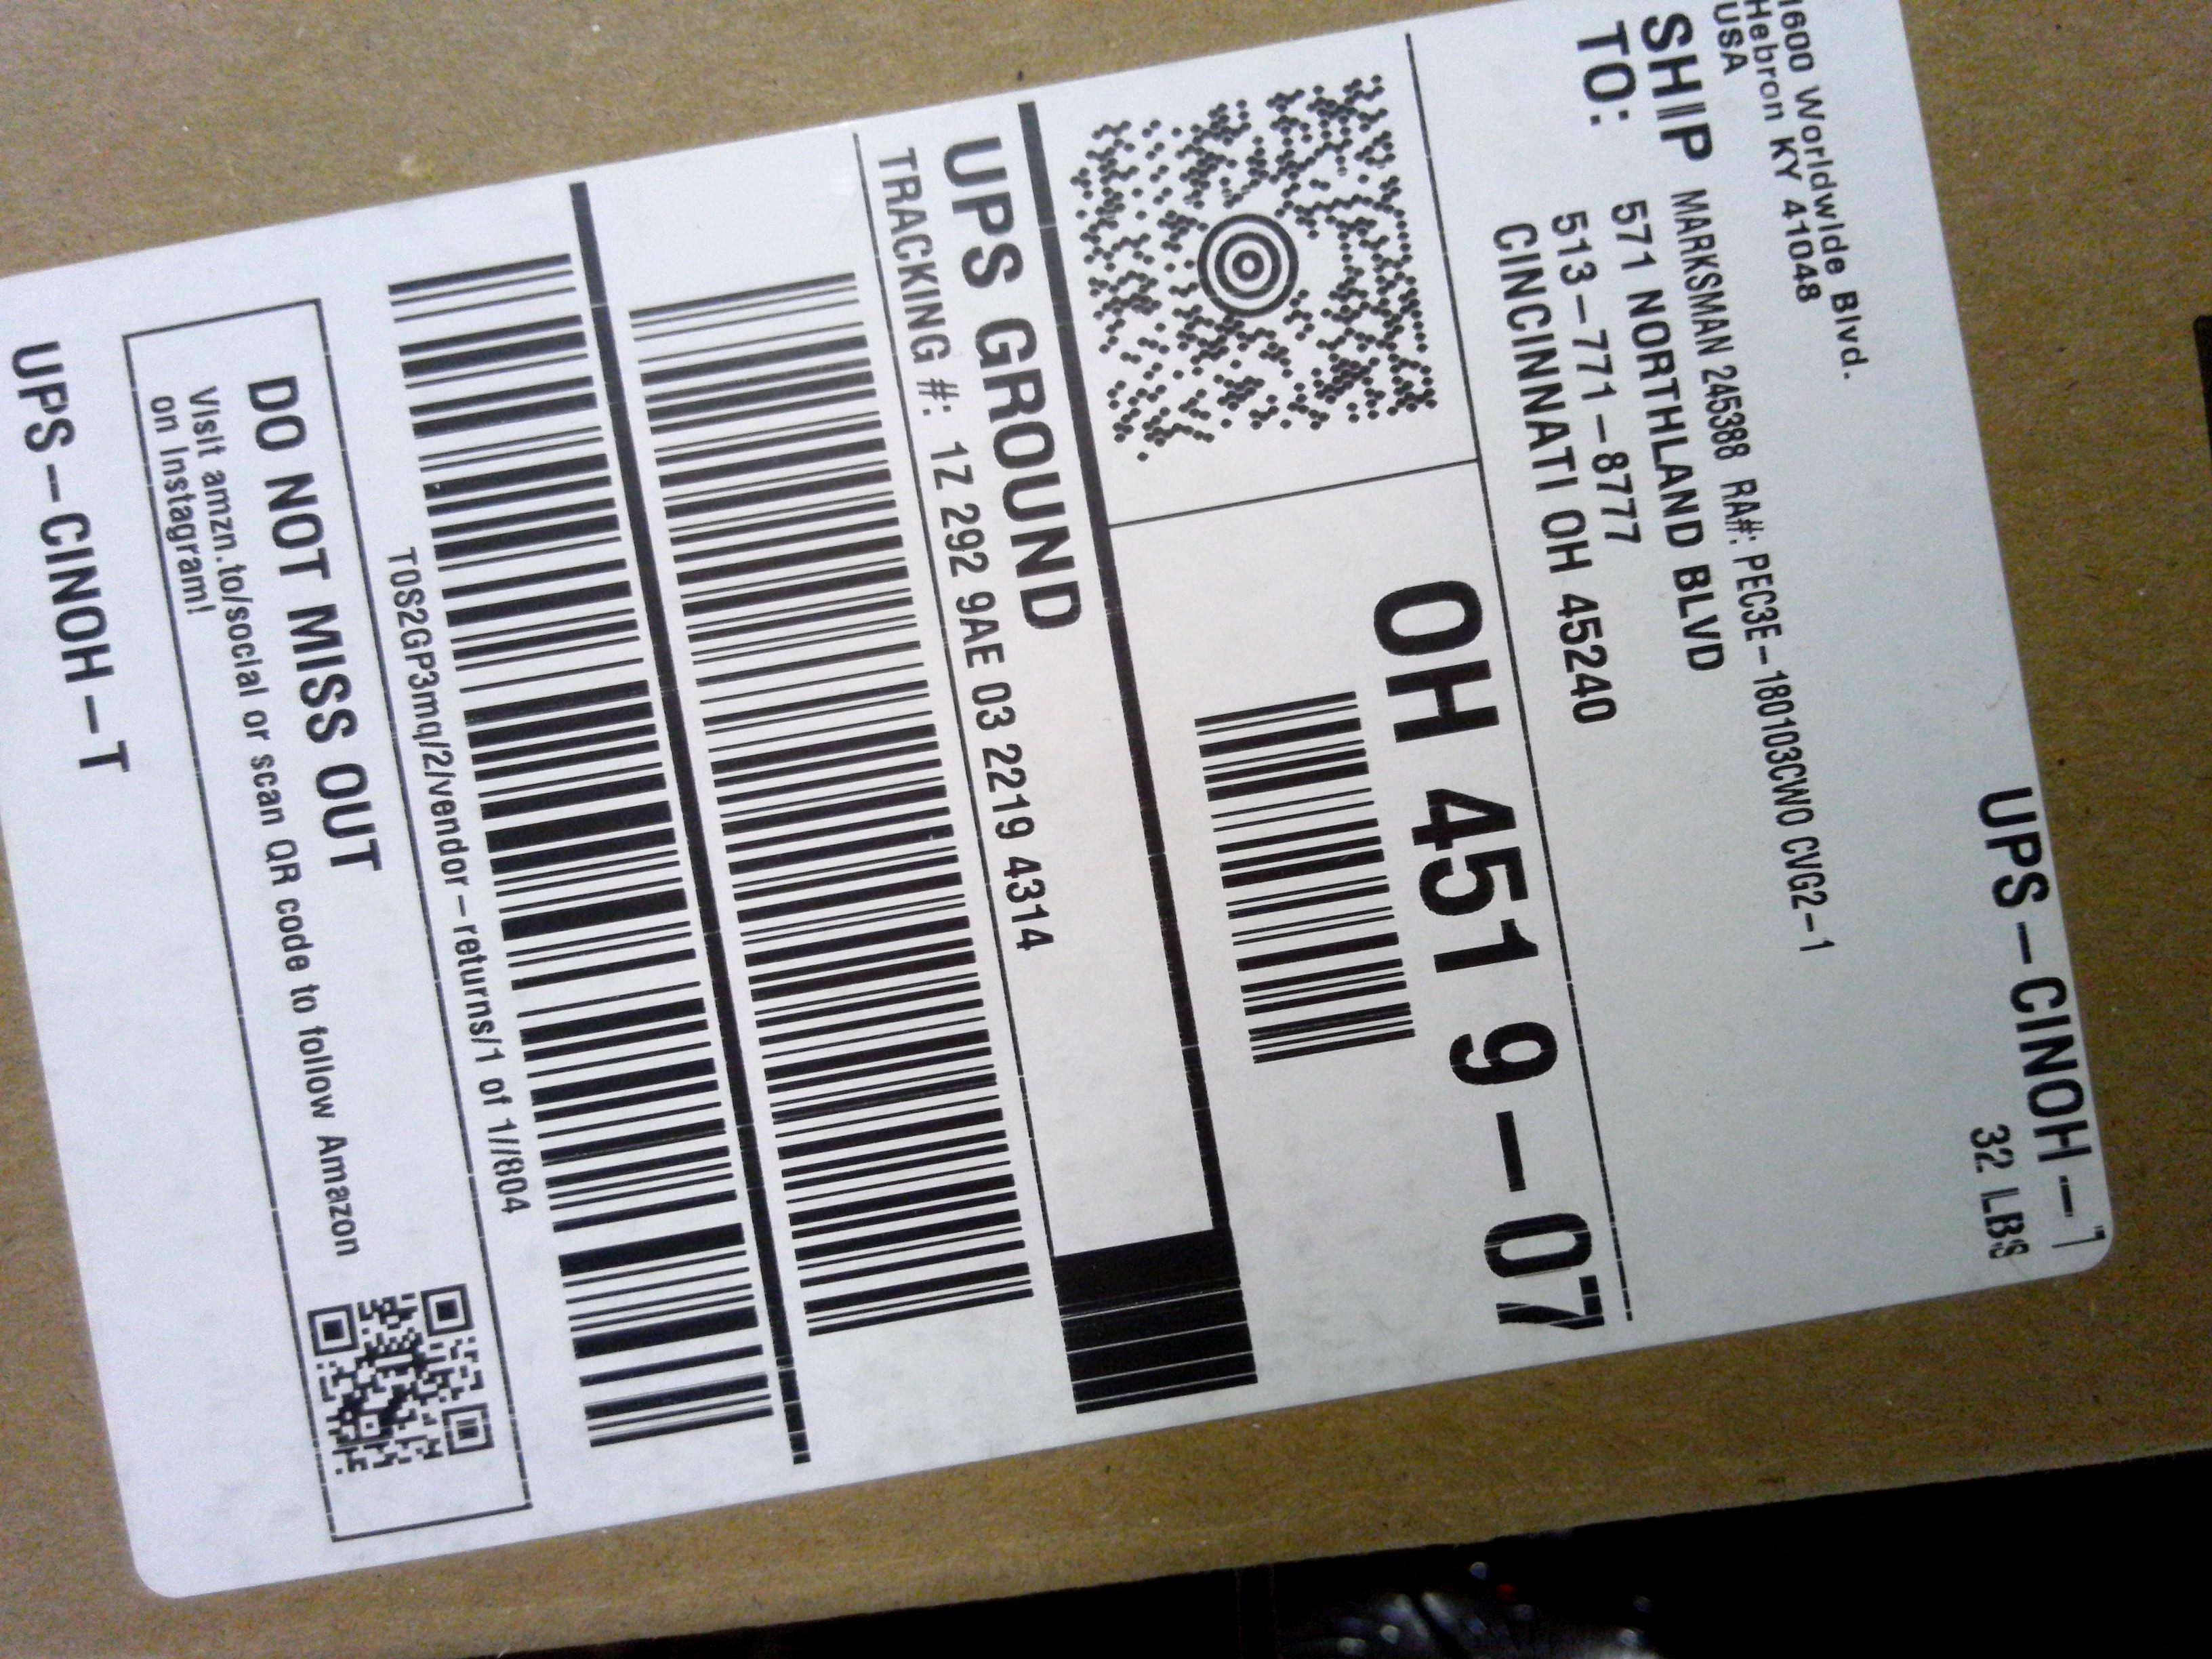 UPS-CINOH-T
32 LBS
1600 Worldwide Blvd.
Hebron KY 41048
USA
SHIP TO:
MARKSMAN 245388 RA#: PEC3E-180103CWO CVG2-1
571 NORTHLAND BLVD
513-771-8777
CINCINNATI OH 45240
OH 451 9-07
UPS GROUND
TRACKING #: 1Z 292 9AE 03 2219 4314
T0S2GP3mq/2/vendor-returns/1 of 1//804
DO NOT MISS OUT
Visit amzn.to/social or scan QR code to follow Amazon
on Instagram!
UPS-CINOH-T